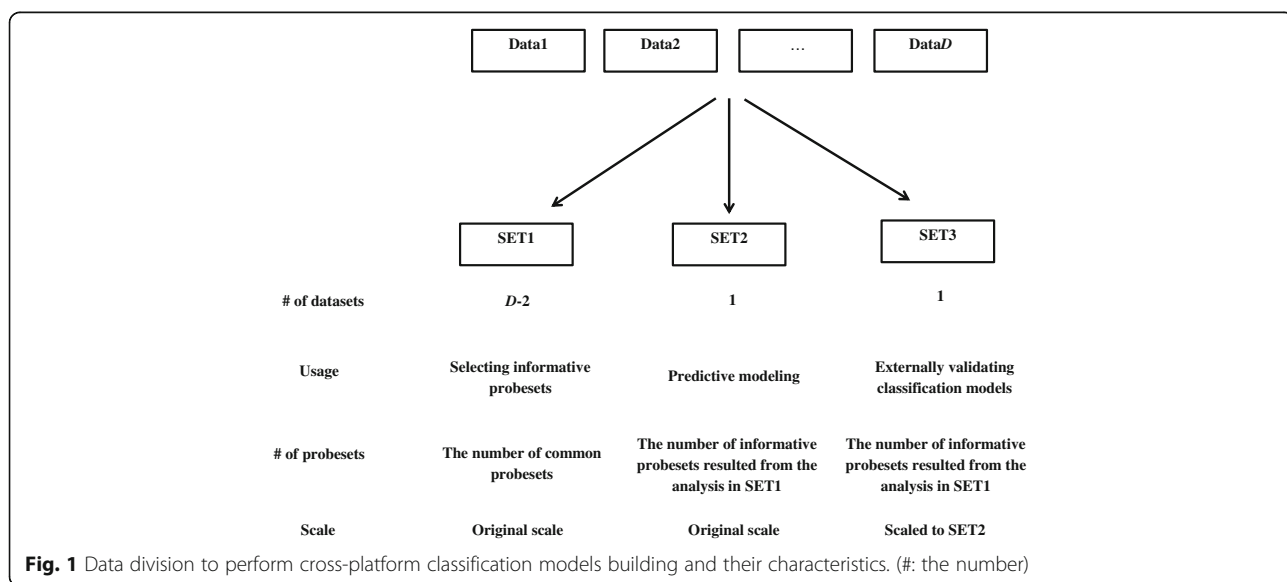 Data1 Data2 ... DataD
SET1 SET2 SET3
# of datasets D-2 1 1
Usage Selecting informative probesets Predictive modeling Externally validating classification models
# of probesets The number of common probesets The number of informative probesets resulted from the analysis in SET1 The number of informative probesets resulted from the analysis in SET1
Scale Original scale Original scale Scaled to SET2
Fig. 1 Data division to perform cross-platform classification models building and their characteristics. (#: the number)